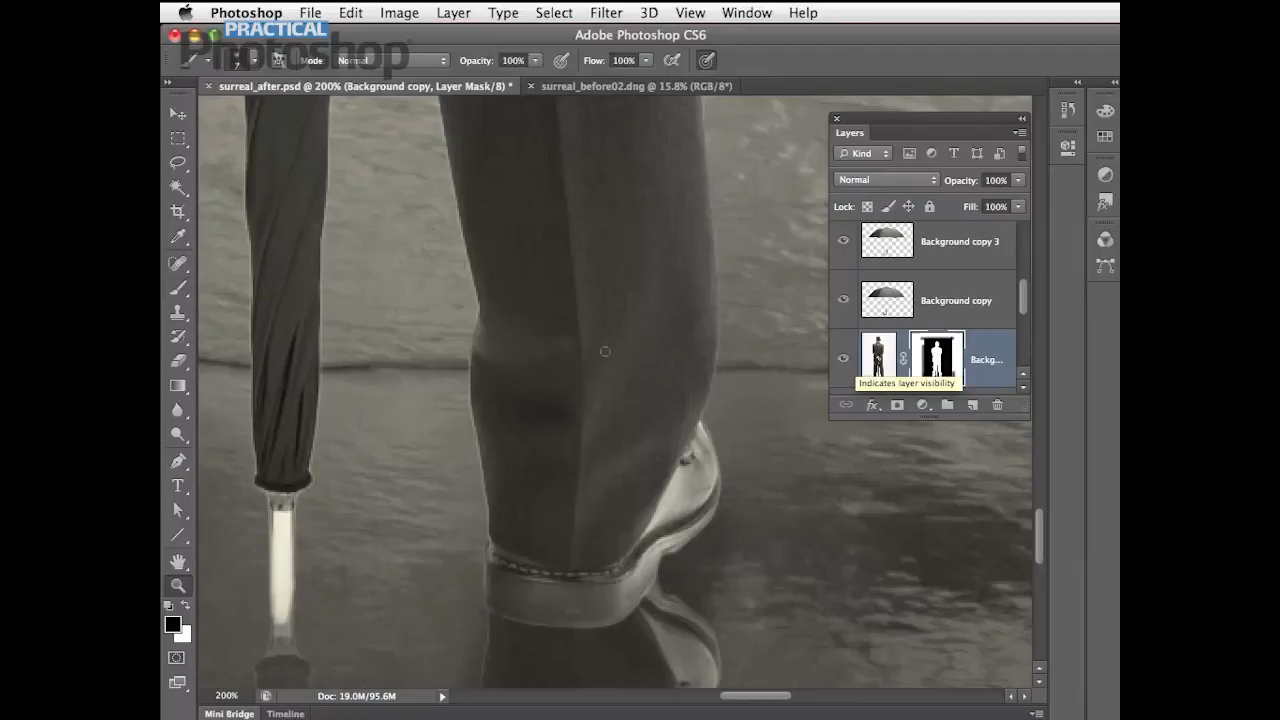 Photoshop File Edit Image Layer Type Select Filter 3D View Window Help
PRACTICAL
Photoshop
Adobe Photoshop CS6
7 Mode: Normal Opacity: 100% Flow: 100%
surreal_after.psd @ 200% (Background copy, Layer Mask/8) * surreal_before02.dng @ 15.8% (RGB/8*)
Layers
Kind
Normal Opacity: 100%
Lock: Fill: 100%
Background copy 3
Background copy
Backg...
Indicates layer visibility
fx
200% Doc: 19.0M/95.6M
Mini Bridge Timeline